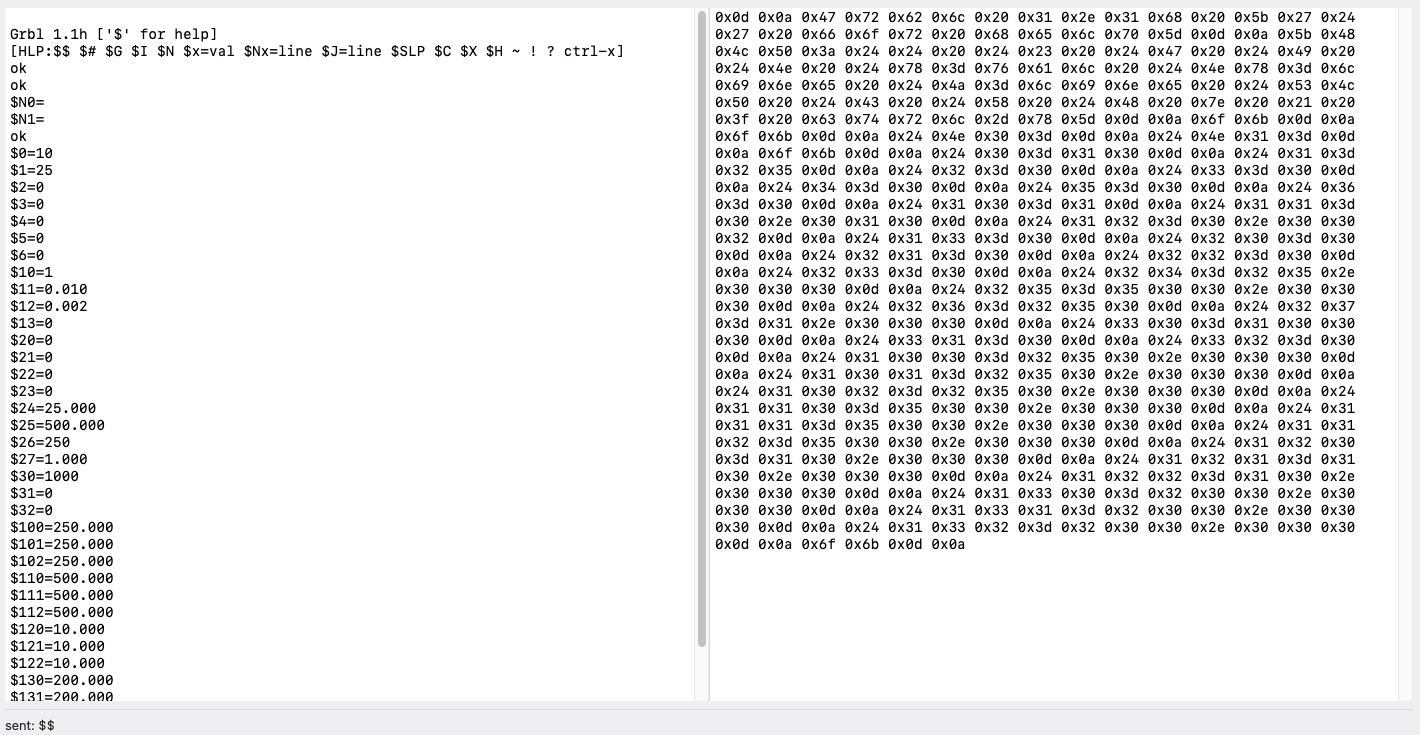 Grbl 1.1h ['$' for help]
[HLP:$$ $# $G $I $N $x=val $Nx=line $J=line $SLP $C $X $H ~ ! ? ctrl-x]
ok
ok
$N0=
$N1=
ok
$0=10
$1=25
$2=0
$3=0
$4=0
$5=0
$6=0
$10=1
$11=0.010
$12=0.002
$13=0
$20=0
$21=0
$22=0
$23=0
$24=25.000
$25=500.000
$26=250
$27=1.000
$30=1000
$31=0
$32=0
$100=250.000
$101=250.000
$102=250.000
$110=500.000
$111=500.000
$112=500.000
$120=10.000
$121=10.000
$122=10.000
$130=200.000
$131=200.000
0x0d 0x0a 0x47 0x72 0x62 0x6c 0x20 0x31 0x2e 0x31 0x68 0x20 0x5b 0x27 0x24
0x27 0x20 0x66 0x6f 0x72 0x20 0x68 0x65 0x6c 0x70 0x5d 0x0d 0x0a 0x5b 0x48
0x4c 0x50 0x3a 0x24 0x24 0x20 0x24 0x23 0x20 0x24 0x47 0x20 0x24 0x49 0x20
0x24 0x4e 0x20 0x24 0x78 0x3d 0x76 0x61 0x6c 0x20 0x24 0x4e 0x78 0x3d 0x6c
0x69 0x6e 0x65 0x20 0x24 0x4a 0x3d 0x6c 0x69 0x6e 0x65 0x20 0x24 0x53 0x4c
0x50 0x20 0x24 0x43 0x20 0x24 0x58 0x20 0x24 0x48 0x20 0x7e 0x20 0x21 0x20
0x3f 0x20 0x63 0x74 0x72 0x6c 0x2d 0x78 0x5d 0x0d 0x0a 0x6f 0x6b 0x0d 0x0a
0x6f 0x6b 0x0d 0x0a 0x24 0x4e 0x30 0x3d 0x0d 0x0a 0x24 0x4e 0x31 0x3d 0x0d
0x0a 0x6f 0x6b 0x0d 0x0a 0x24 0x30 0x3d 0x31 0x30 0x0d 0x0a 0x24 0x31 0x3d
0x32 0x35 0x0d 0x0a 0x24 0x32 0x3d 0x30 0x0d 0x0a 0x24 0x33 0x3d 0x30 0x0d
0x0a 0x24 0x34 0x3d 0x30 0x0d 0x0a 0x24 0x35 0x3d 0x30 0x0d 0x0a 0x24 0x36
0x3d 0x30 0x0d 0x0a 0x24 0x31 0x30 0x3d 0x31 0x0d 0x0a 0x24 0x31 0x31 0x3d
0x30 0x2e 0x30 0x31 0x30 0x0d 0x0a 0x24 0x31 0x32 0x3d 0x30 0x2e 0x30 0x30
0x32 0x0d 0x0a 0x24 0x31 0x33 0x3d 0x30 0x0d 0x0a 0x24 0x32 0x30 0x3d 0x30
0x0d 0x0a 0x24 0x32 0x31 0x3d 0x30 0x0d 0x0a 0x24 0x32 0x32 0x3d 0x30 0x0d
0x0a 0x24 0x32 0x33 0x3d 0x30 0x0d 0x0a 0x24 0x32 0x34 0x3d 0x32 0x35 0x2e
0x30 0x30 0x30 0x0d 0x0a 0x24 0x32 0x35 0x3d 0x35 0x30 0x30 0x2e 0x30 0x30
0x30 0x0d 0x0a 0x24 0x32 0x36 0x3d 0x32 0x35 0x30 0x0d 0x0a 0x24 0x32 0x37
0x3d 0x31 0x2e 0x30 0x30 0x30 0x0d 0x0a 0x24 0x33 0x30 0x3d 0x31 0x30 0x30
0x30 0x0d 0x0a 0x24 0x33 0x31 0x3d 0x30 0x0d 0x0a 0x24 0x33 0x32 0x3d 0x30
0x0d 0x0a 0x24 0x31 0x30 0x30 0x3d 0x32 0x35 0x30 0x2e 0x30 0x30 0x30 0x0d
0x0a 0x24 0x31 0x30 0x31 0x3d 0x32 0x35 0x30 0x2e 0x30 0x30 0x30 0x0d 0x0a
0x24 0x31 0x30 0x32 0x3d 0x32 0x35 0x30 0x2e 0x30 0x30 0x30 0x0d 0x0a 0x24
0x31 0x31 0x30 0x3d 0x35 0x30 0x30 0x2e 0x30 0x30 0x30 0x0d 0x0a 0x24 0x31
0x31 0x31 0x3d 0x35 0x30 0x30 0x2e 0x30 0x30 0x30 0x0d 0x0a 0x24 0x31 0x31
0x32 0x3d 0x35 0x30 0x30 0x2e 0x30 0x30 0x30 0x0d 0x0a 0x24 0x31 0x32 0x30
0x3d 0x31 0x30 0x2e 0x30 0x30 0x30 0x0d 0x0a 0x24 0x31 0x32 0x31 0x3d 0x31
0x30 0x2e 0x30 0x30 0x30 0x0d 0x0a 0x24 0x31 0x32 0x32 0x3d 0x31 0x30 0x2e
0x30 0x30 0x30 0x0d 0x0a 0x24 0x31 0x33 0x30 0x3d 0x32 0x30 0x30 0x2e 0x30
0x30 0x30 0x0d 0x0a 0x24 0x31 0x33 0x31 0x3d 0x32 0x30 0x30 0x2e 0x30 0x30
0x30 0x0d 0x0a 0x24 0x31 0x33 0x32 0x3d 0x32 0x30 0x30 0x2e 0x30 0x30 0x30
0x0d 0x0a 0x6f 0x6b 0x0d 0x0a
sent: $$